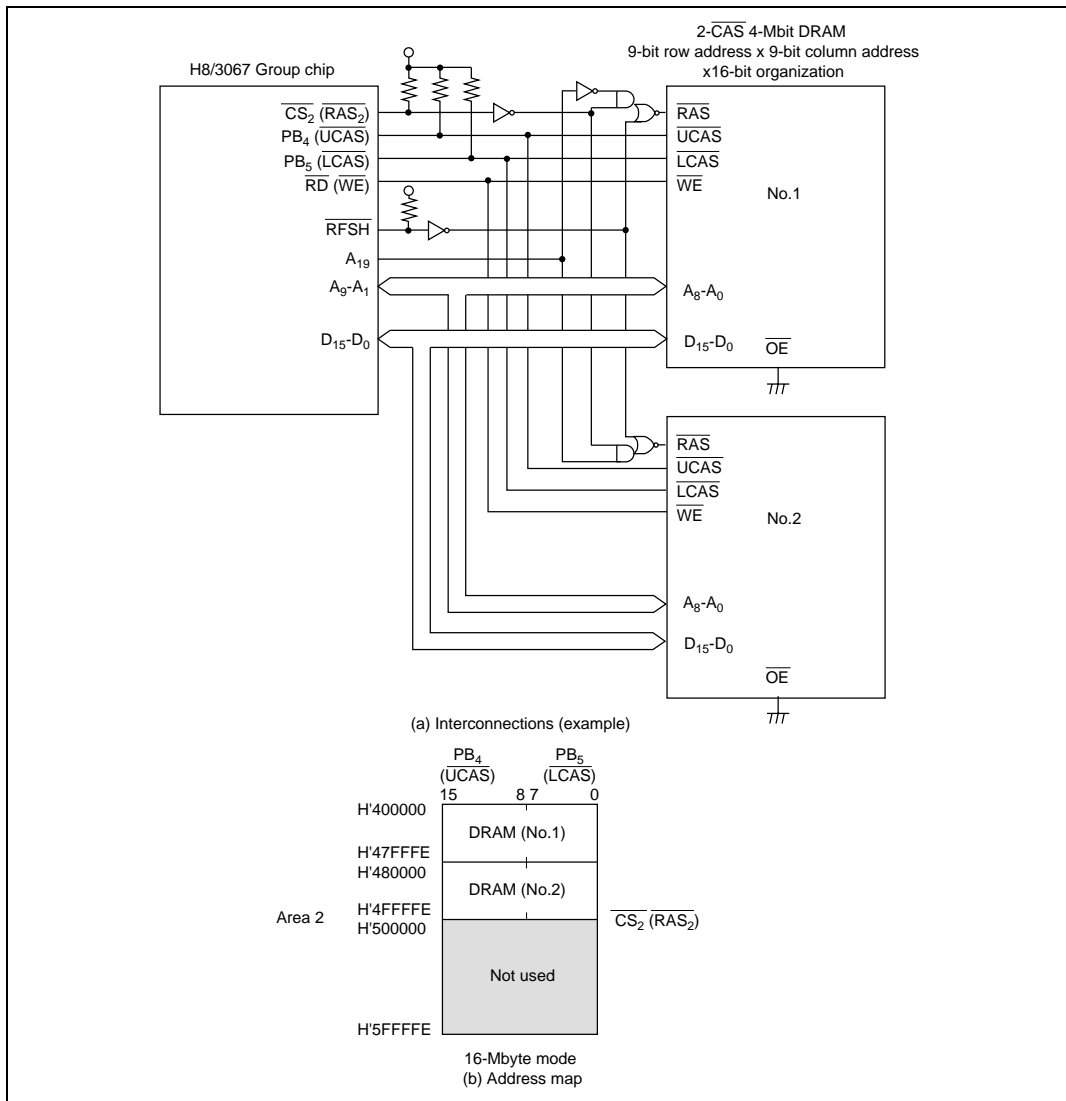 2-CAS 4-Mbit DRAM
9-bit row address x 9-bit column address
x16-bit organization
H8/3067 Group chip
CS2 (RAS2)
PB4 (UCAS)
PB5 (LCAS)
RD (WE)
RFSH
A19
A9-A1
D15-D0
RAS
UCAS
LCAS
WE
No.1
A8-A0
D15-D0
OE
RAS
UCAS
LCAS
WE
No.2
A8-A0
D15-D0
OE
(a) Interconnections (example)
PB4 PB5
(UCAS) (LCAS)
15 8 7 0
H'400000
DRAM (No.1)
H'47FFFE
H'480000
DRAM (No.2)
H'4FFFFE
Area 2
CS2 (RAS2)
H'500000
Not used
H'5FFFFE
16-Mbyte mode
(b) Address map